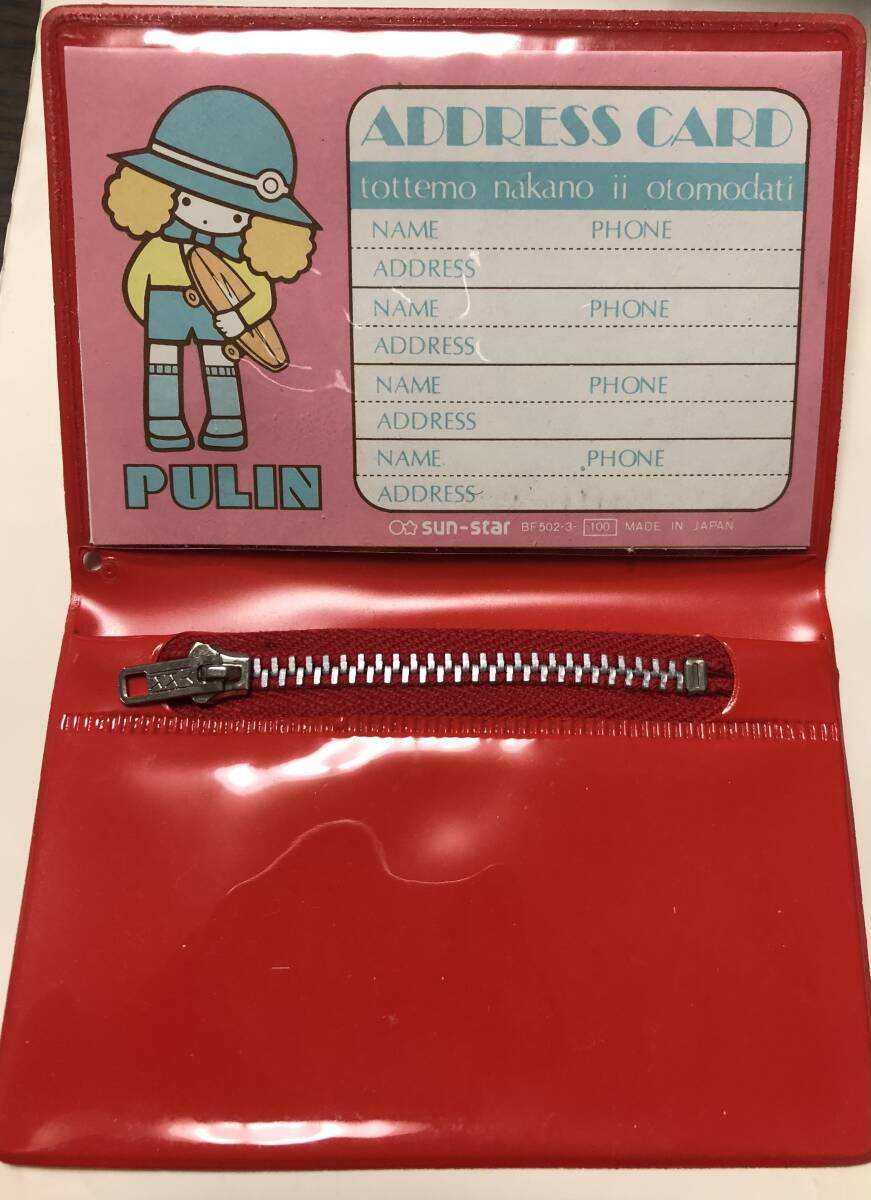 ADDRESS CARD
tottemo nakano ii otomodati
NAME PHONE
ADDRESS
NAME PHONE
ADDRESS
NAME PHONE
ADDRESS
NAME PHONE
ADDRESS
PULIN
sun-star BF502-3- 100 MADE IN JAPAN